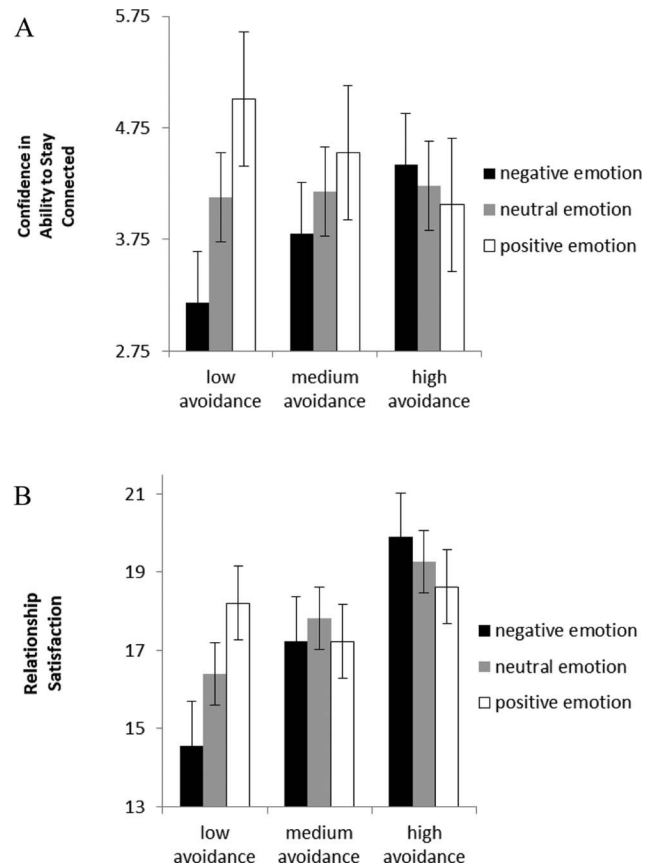 A
5.75
4.75
3.75
2.75
Confidence in
Ability to Stay
Connected
low
avoidance
medium
avoidance
high
avoidance
negative emotion
neutral emotion
positive emotion
B
21
19
17
15
13
Relationship
Satisfaction
low
avoidance
medium
avoidance
high
avoidance
negative emotion
neutral emotion
positive emotion